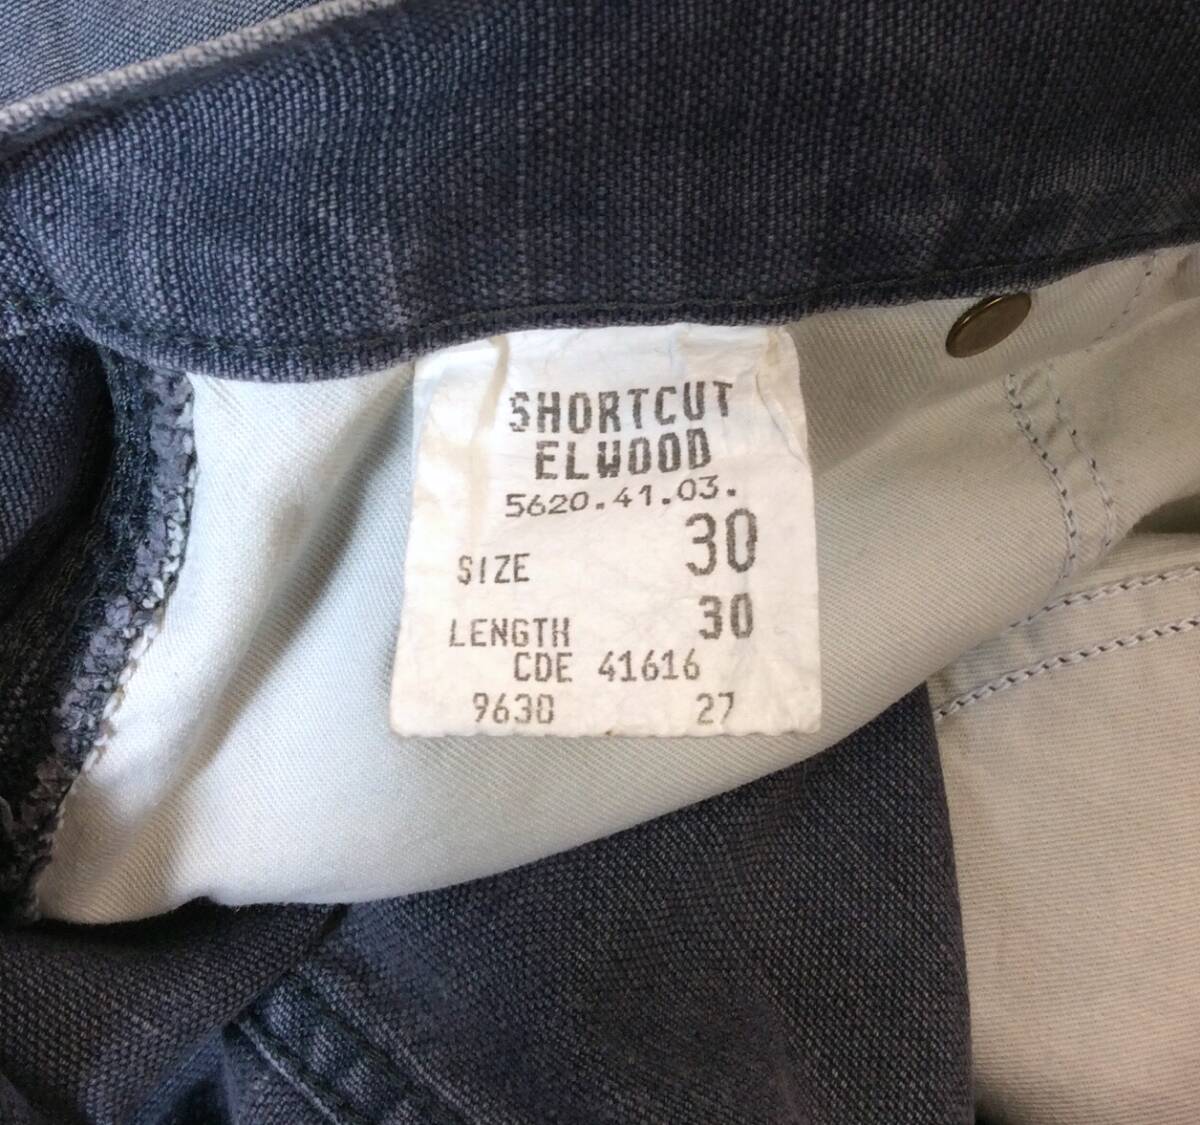 SHORTCUT
ELWOOD
5620.41.03.
SIZE 30
LENGTH 30
CDE 41616
9630 27